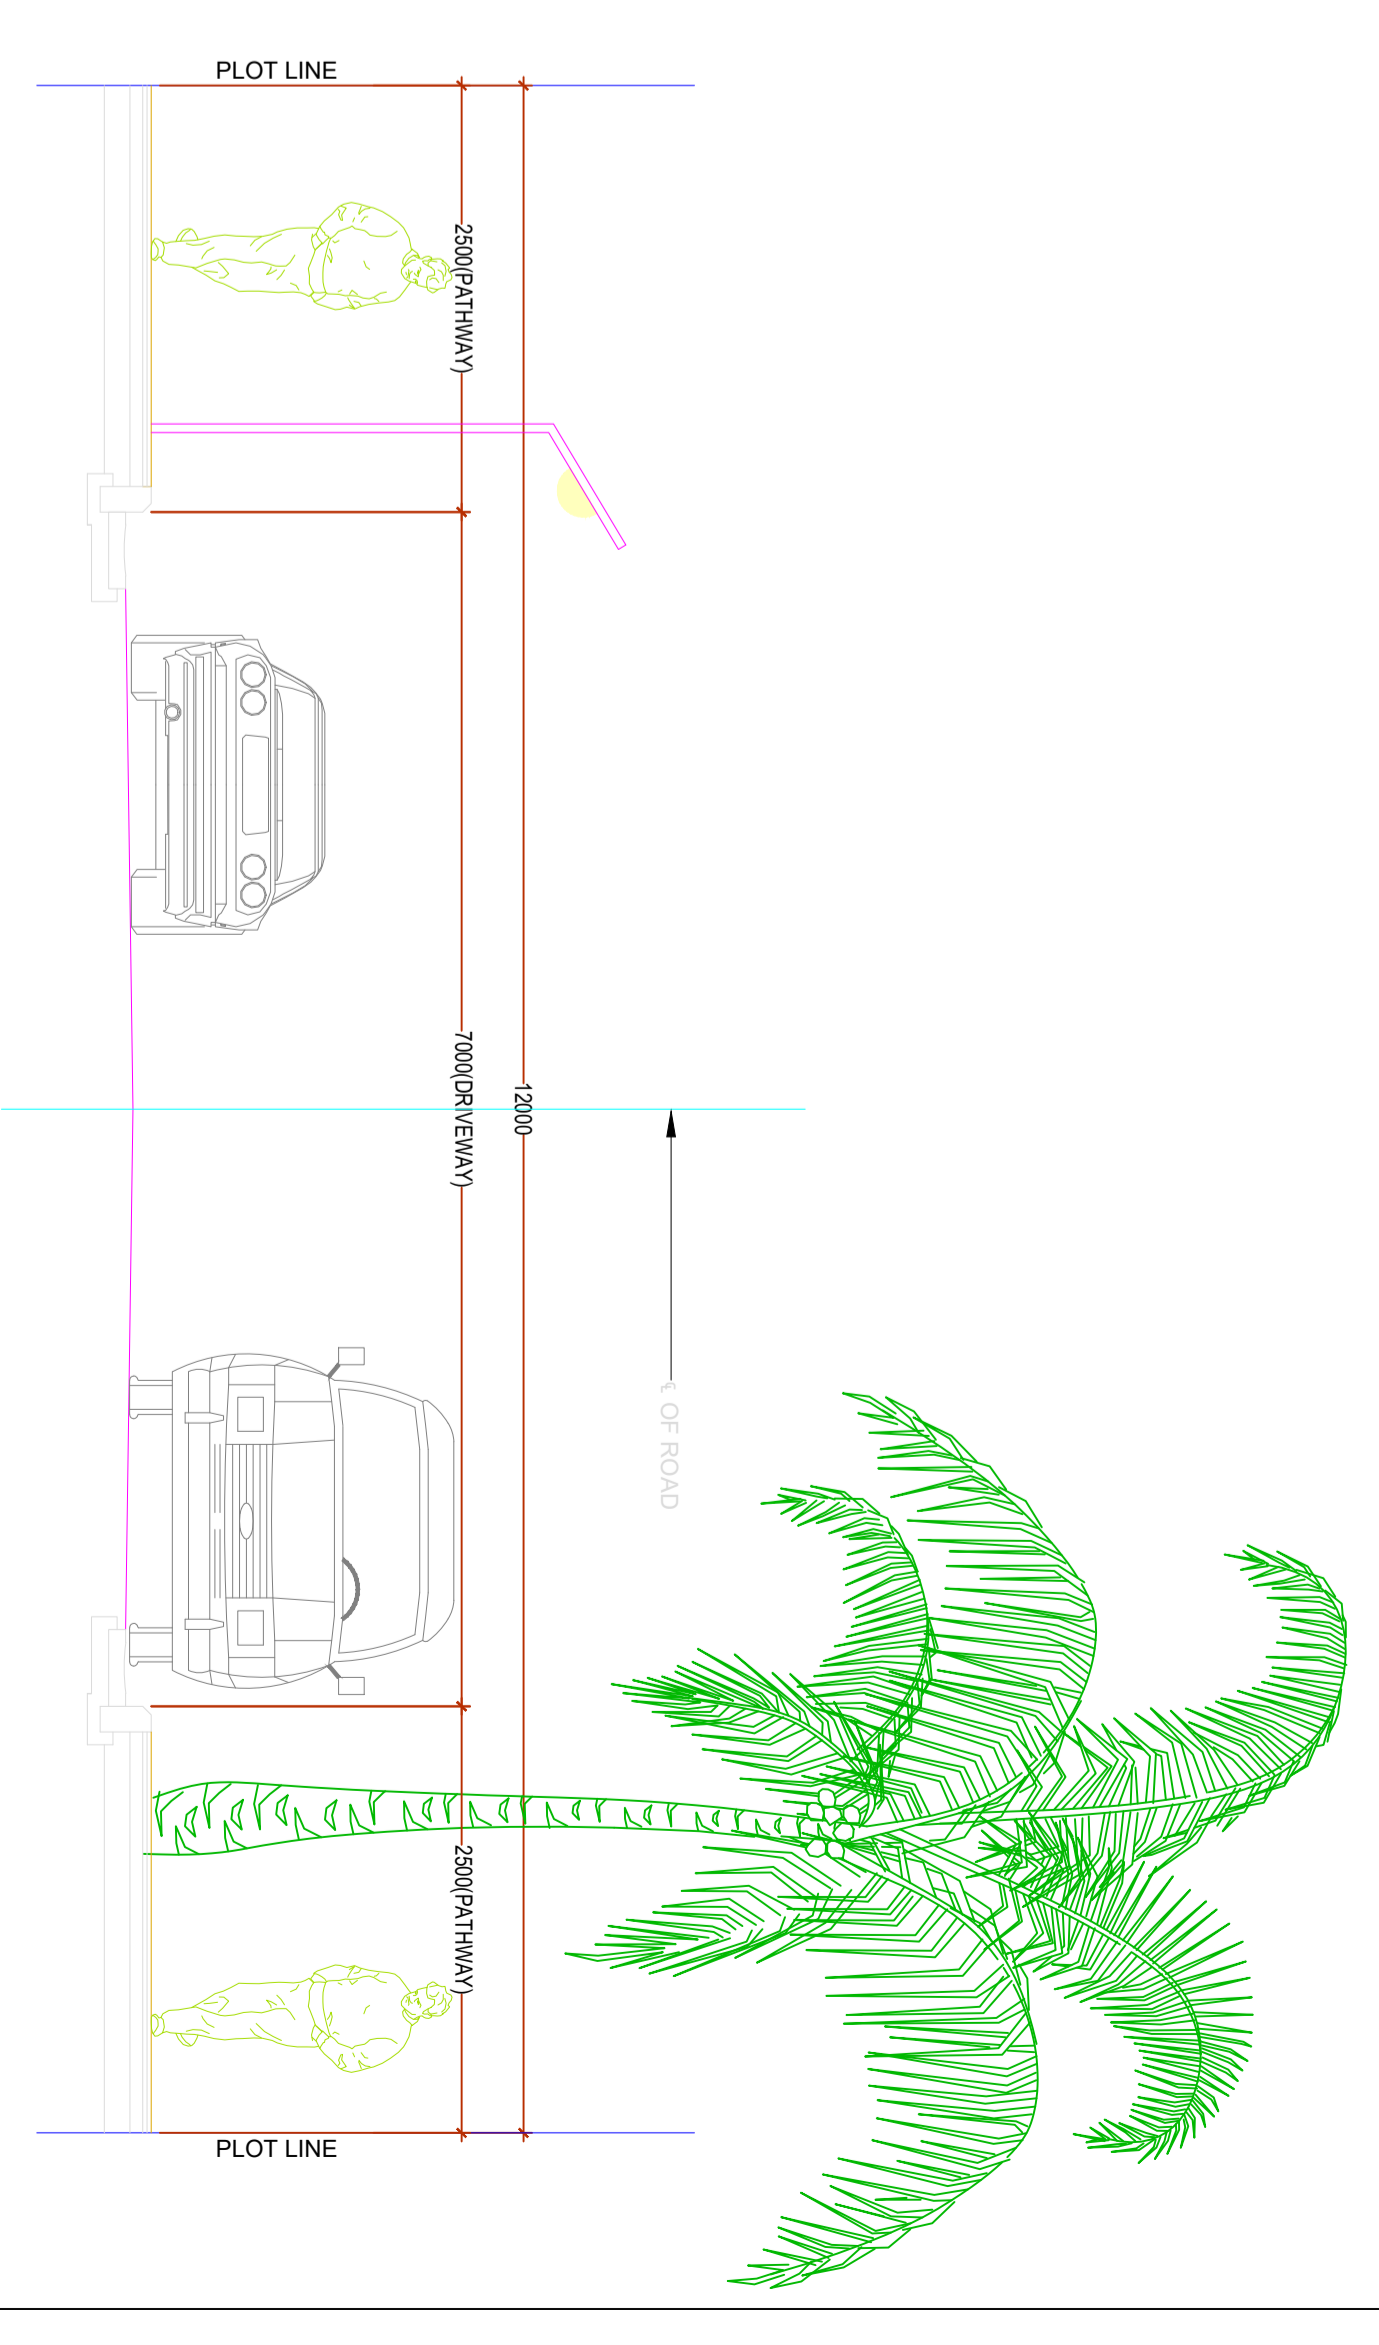 PLOT LINE
2500(PATHWAY)
7000(DRIVEWAY)
12000
℄ OF ROAD
2500(PATHWAY)
PLOT LINE